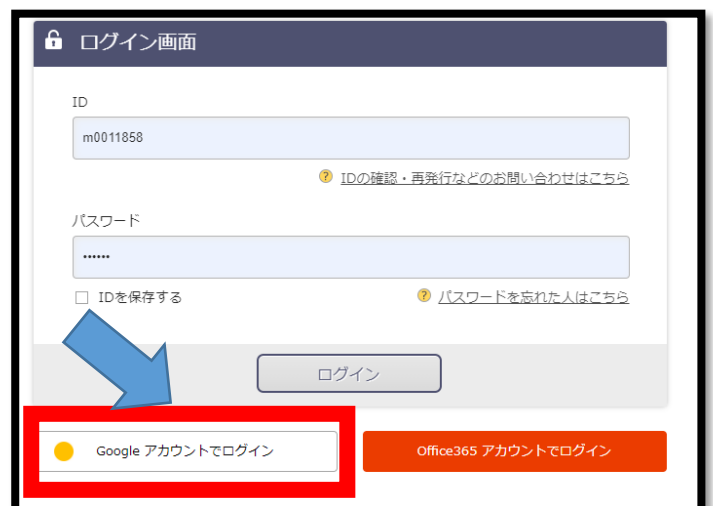 ログイン画面
ID
m0011858
? IDの確認・再発行などのお問い合わせはこちら
パスワード
••••••
IDを保存する
? パスワードを忘れた人はこちら
ログイン
Google アカウントでログイン
Office365 アカウントでログイン